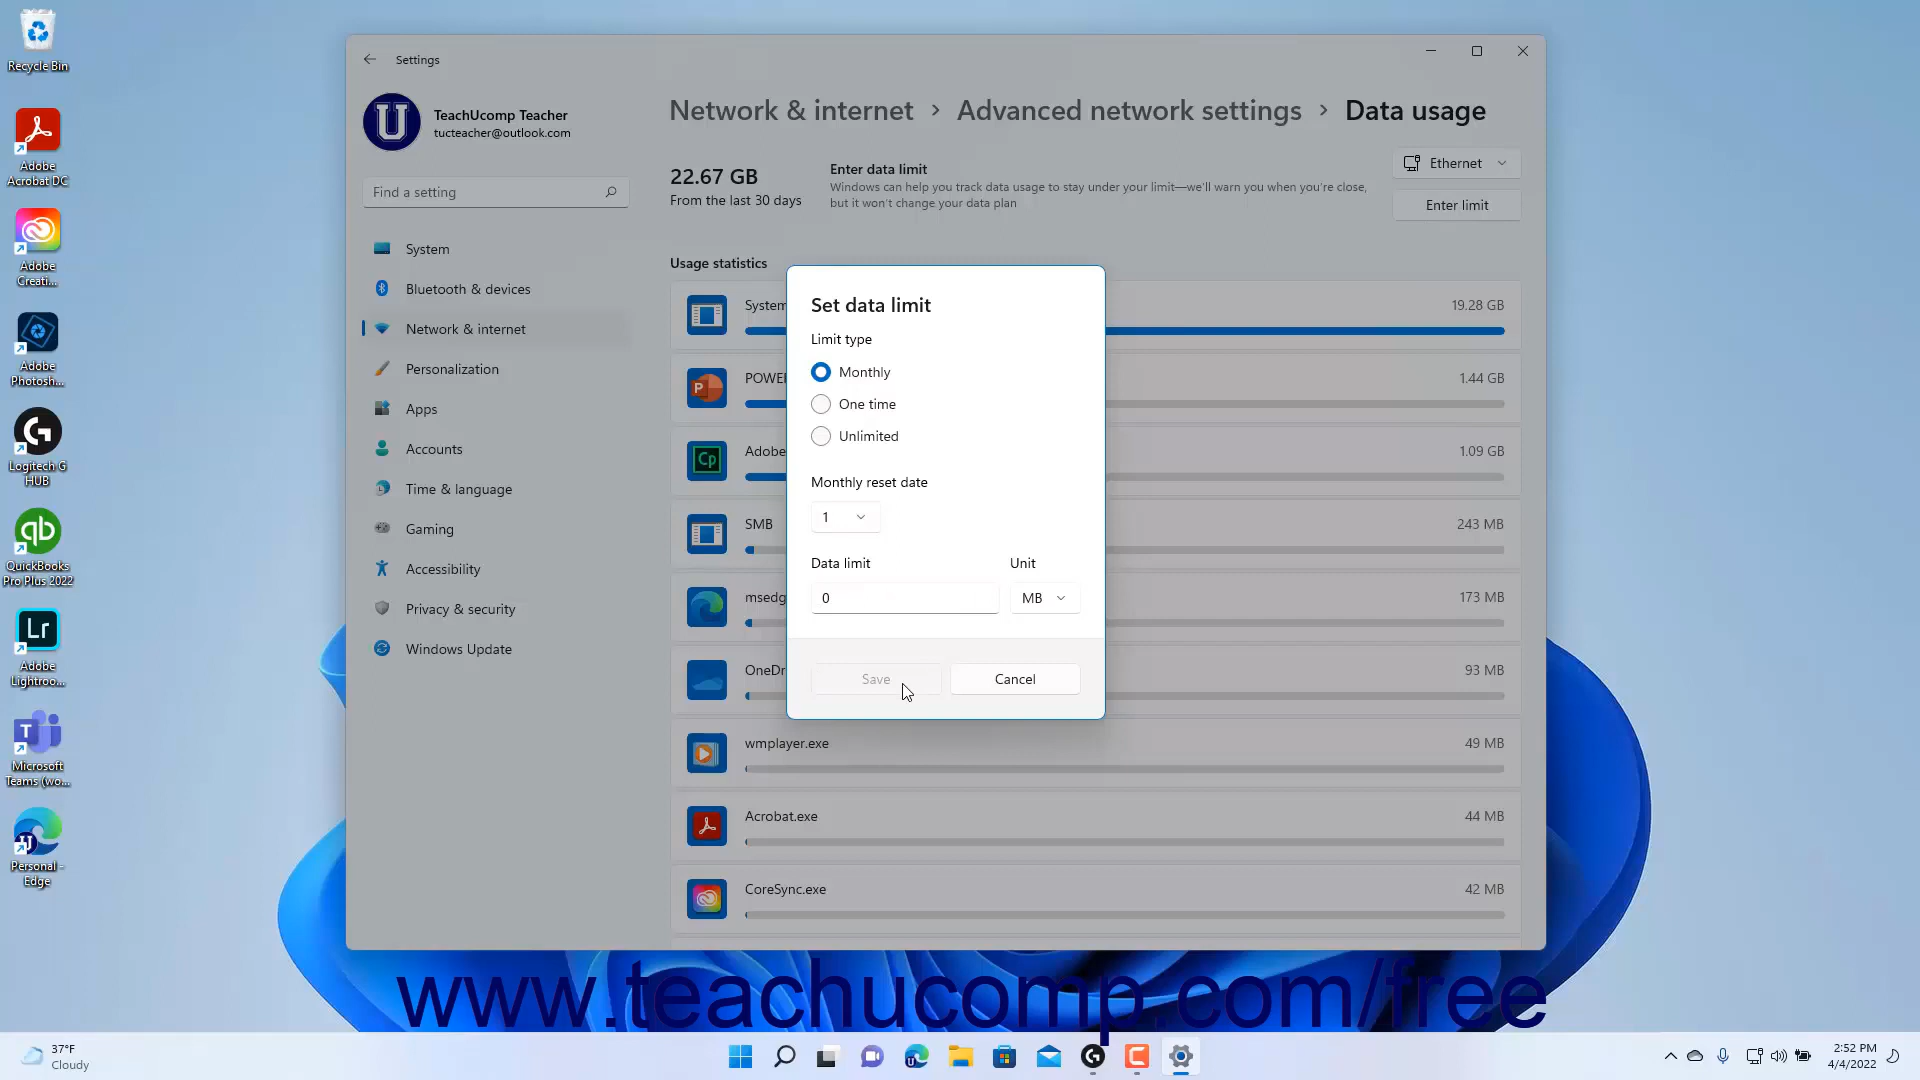 Recycle Bin
Adobe
Acrobat DC
Adobe
Creati...
Adobe
Photosh...
Logitech G
HUB
QuickBooks
Pro Plus 2022
Adobe
Lightroo...
Microsoft
Teams (wo...
Personal -
Edge
Settings
TeachUcomp Teacher
tucteacher@outlook.com
Find a setting
System
Bluetooth & devices
Network & internet
Personalization
Apps
Accounts
Time & language
Gaming
Accessibility
Privacy & security
Windows Update
Network & internet > Advanced network settings > Data usage
22.67 GB
From the last 30 days
Enter data limit
Windows can help you track data usage to stay under your limit—we'll warn you when you're close,
but it won't change your data plan
Ethernet
Enter limit
Usage statistics
System 19.28 GB
1.44 GB
Adobe 1.09 GB
SMB 243 MB
msedg 173 MB
OneDr 93 MB
wmplayer.exe 49 MB
Acrobat.exe 44 MB
CoreSync.exe 42 MB
Set data limit
Limit type
Monthly
One time
Unlimited
Monthly reset date
1
Data limit Unit
0 MB
Save Cancel
www.teachucomp.com/free
37°F
Cloudy
2:52 PM
4/4/2022